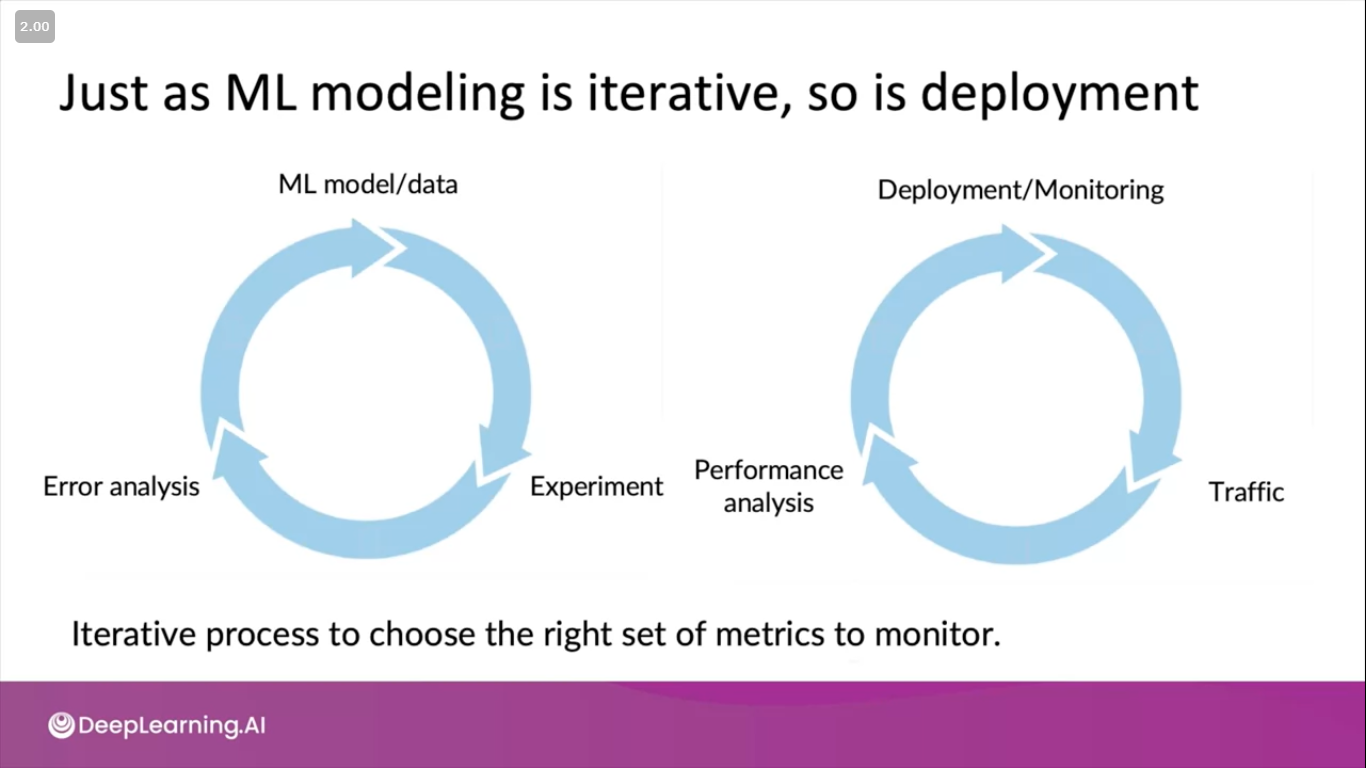 2.00
Just as ML modeling is iterative, so is deployment
ML model/data
Experiment
Error analysis
Deployment/Monitoring
Traffic
Performance
analysis
Iterative process to choose the right set of metrics to monitor.
DeepLearning.AI